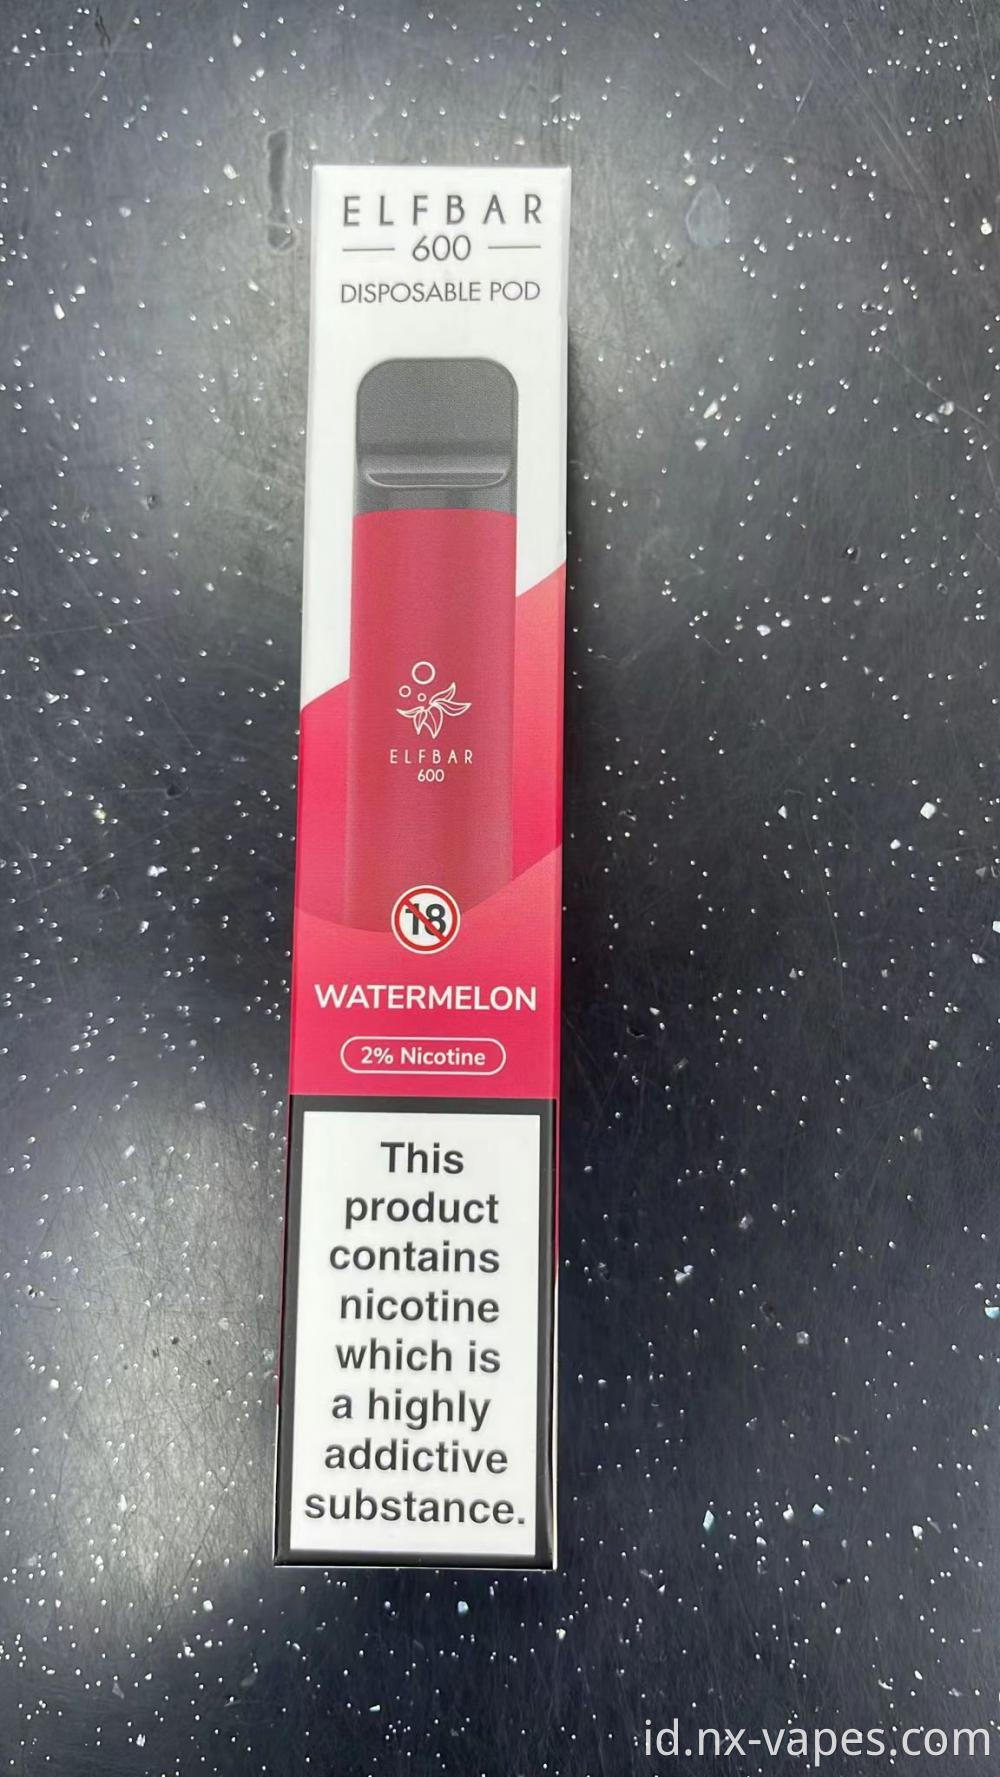 ELFBAR
600
DISPOSABLE POD
ELFBAR
600
18
WATERMELON
2% Nicotine
This
product
contains
nicotine
which is
a highly
addictive
substance.
id.nx-vapes.com